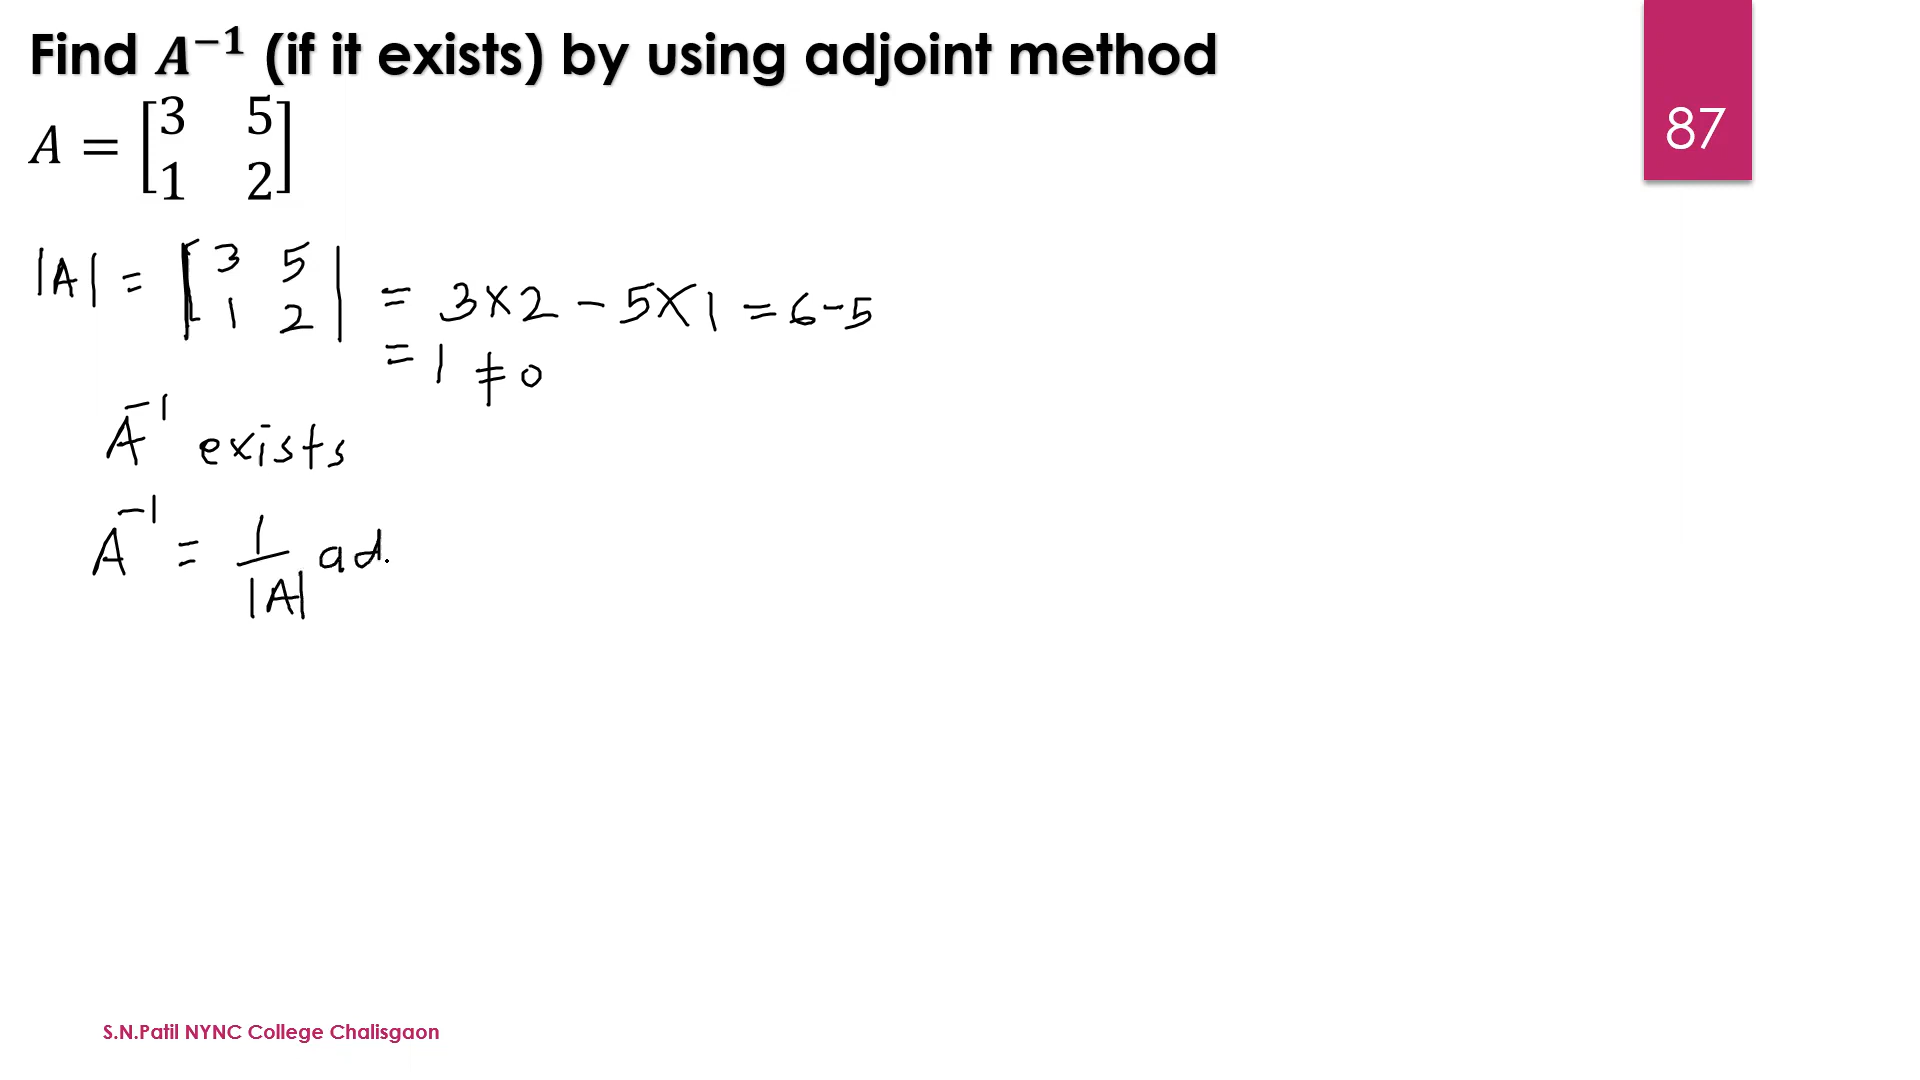 Find A⁻¹ (if it exists) by using adjoint method
87
A = [3 5
1 2]
|A| = |3 5
1 2| = 3×2 − 5×1 = 6−5
= 1 ≠ 0
A⁻¹ exists
A⁻¹ = 1/|A| ad.
S.N.Patil NYNC College Chalisgaon